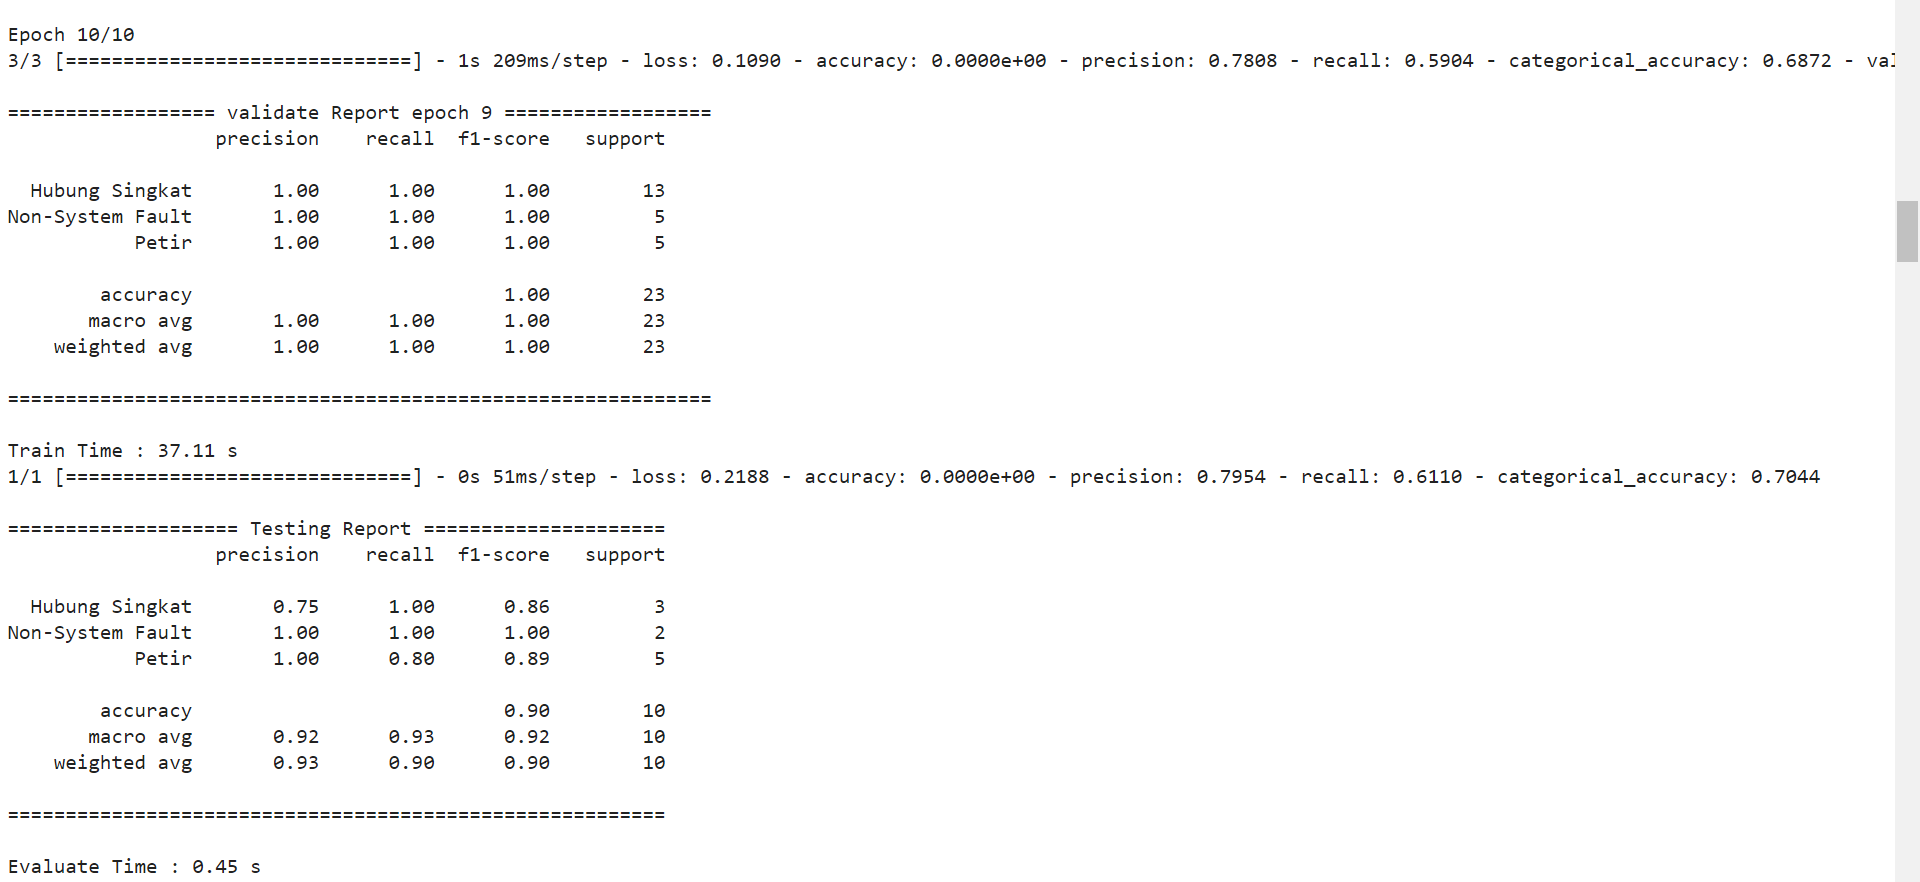 Epoch 10/10
3/3 [==============================] - 1s 209ms/step - loss: 0.1090 - accuracy: 0.0000e+00 - precision: 0.7808 - recall: 0.5904 - categorical_accuracy: 0.6872 - val
================== validate Report epoch 9 ==================
precision recall f1-score support
Hubung Singkat 1.00 1.00 1.00 13
Non-System Fault 1.00 1.00 1.00 5
Petir 1.00 1.00 1.00 5
accuracy 1.00 23
macro avg 1.00 1.00 1.00 23
weighted avg 1.00 1.00 1.00 23
=============================================================
Train Time : 37.11 s
1/1 [==============================] - 0s 51ms/step - loss: 0.2188 - accuracy: 0.0000e+00 - precision: 0.7954 - recall: 0.6110 - categorical_accuracy: 0.7044
==================== Testing Report =====================
precision recall f1-score support
Hubung Singkat 0.75 1.00 0.86 3
Non-System Fault 1.00 1.00 1.00 2
Petir 1.00 0.80 0.89 5
accuracy 0.90 10
macro avg 0.92 0.93 0.92 10
weighted avg 0.93 0.90 0.90 10
=========================================================
Evaluate Time : 0.45 s